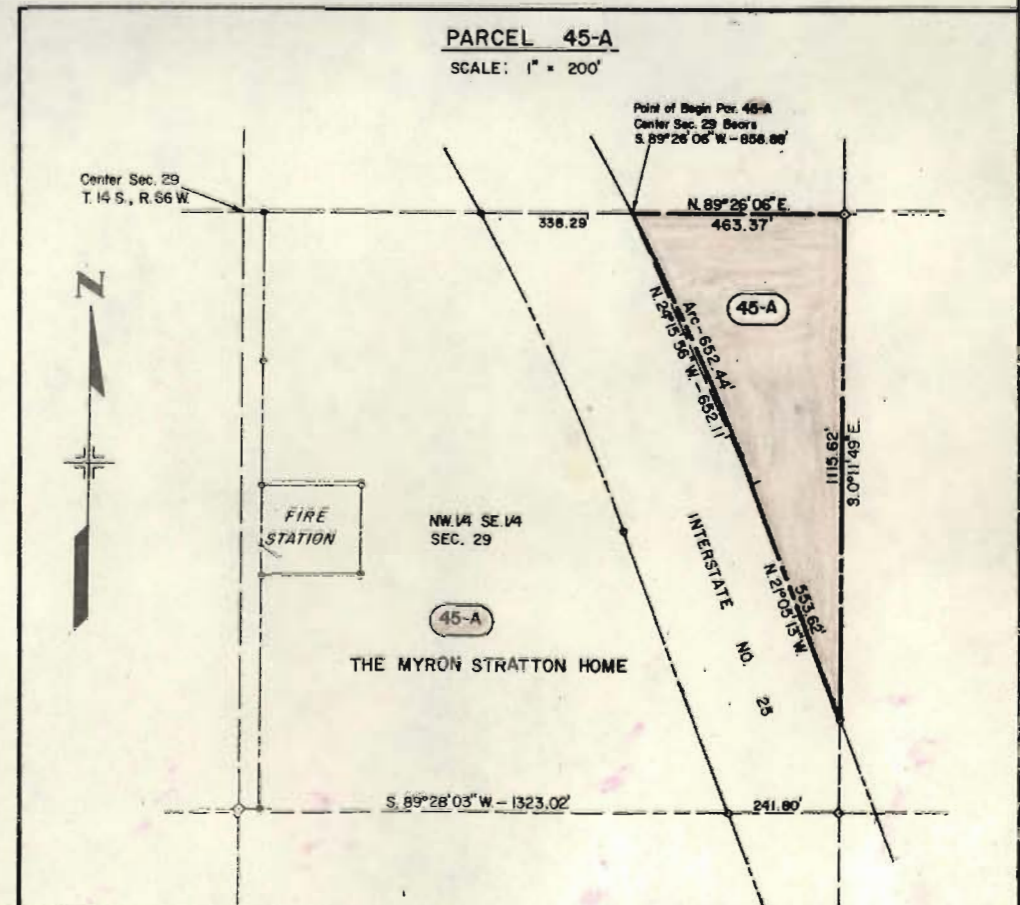 PARCEL 45-A
SCALE: 1" = 200'
Point of Begin Par. 45-A
Center Sec. 29 Bears
S. 89°26'06" W. - 858.88'
Center Sec. 29
T. 14 S., R. 66 W.
N. 89°26'06" E.
338.29'
463.37'
N
45-A
Arc - 652.44'
N. 24°15'56" W. - 652.11'
1115.62'
S. 0°11'49" E.
FIRE
STATION
NW.1/4 SE.1/4
SEC. 29
INTERSTATE NO. 25
553.62'
N. 21°05'13" W.
45-A
THE MYRON STRATTON HOME
S. 89°28'03" W. - 1323.02'
241.80'